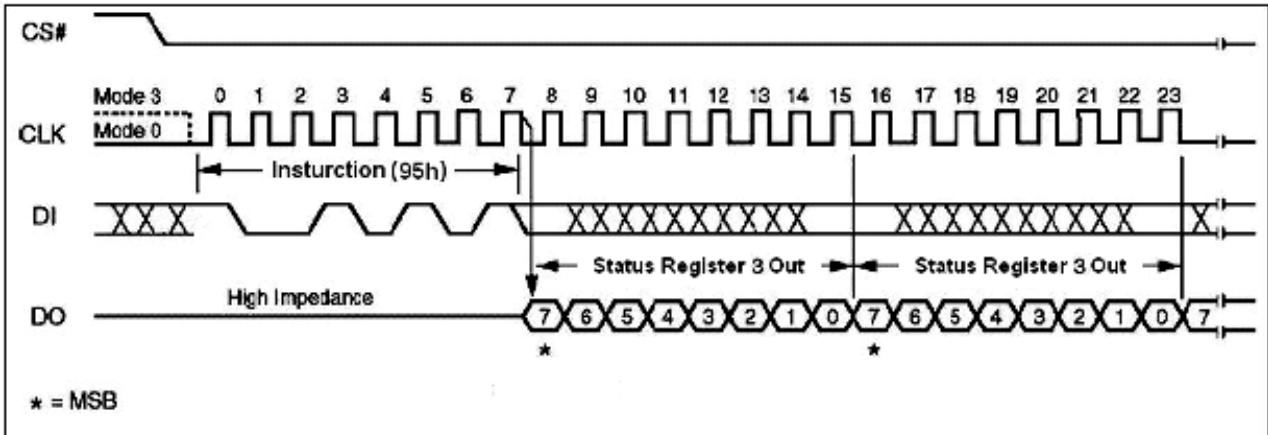 CS#
Mode 3 0 1 2 3 4 5 6 7 8 9 10 11 12 13 14 15 16 17 18 19 20 21 22 23
CLK Mode 0
Insturction (95h)
DI
Status Register 3 Out Status Register 3 Out
High Impedance
DO 7 6 5 4 3 2 1 0 7 6 5 4 3 2 1 0 7
* *
* = MSB